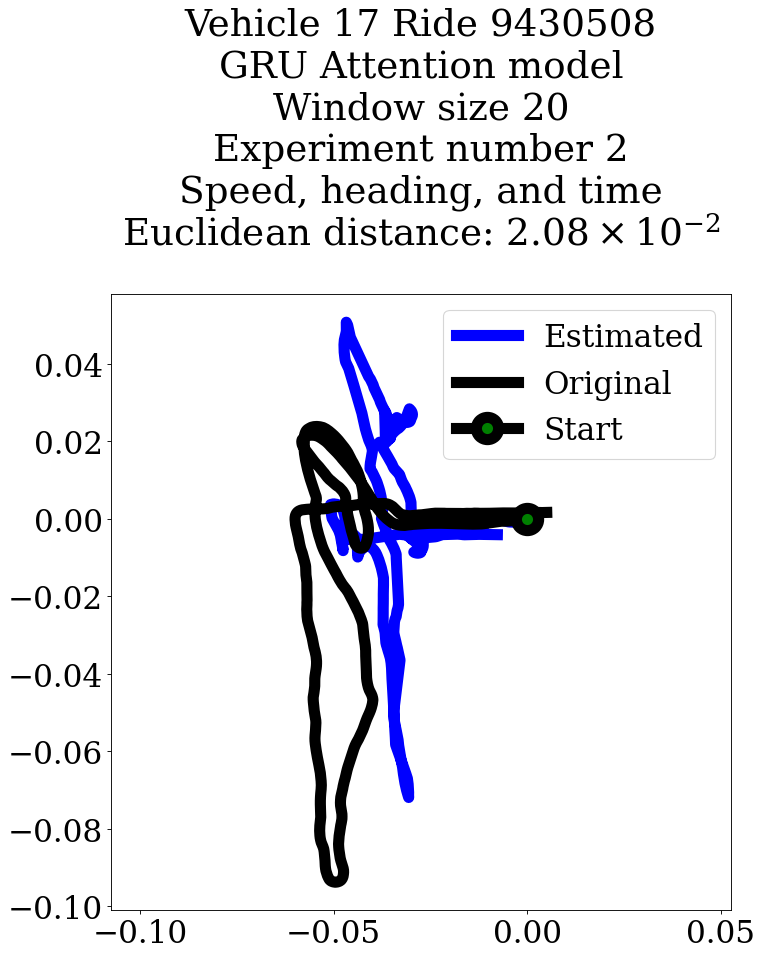 Vehicle 17 Ride 9430508
GRU Attention model
Window size 20
Experiment number 2
Speed, heading, and time
Euclidean distance: 2.08 × 10⁻²
Estimated
Original
Start
0.04
0.02
0.00
−0.02
−0.04
−0.06
−0.08
−0.10
−0.10 −0.05 0.00 0.05